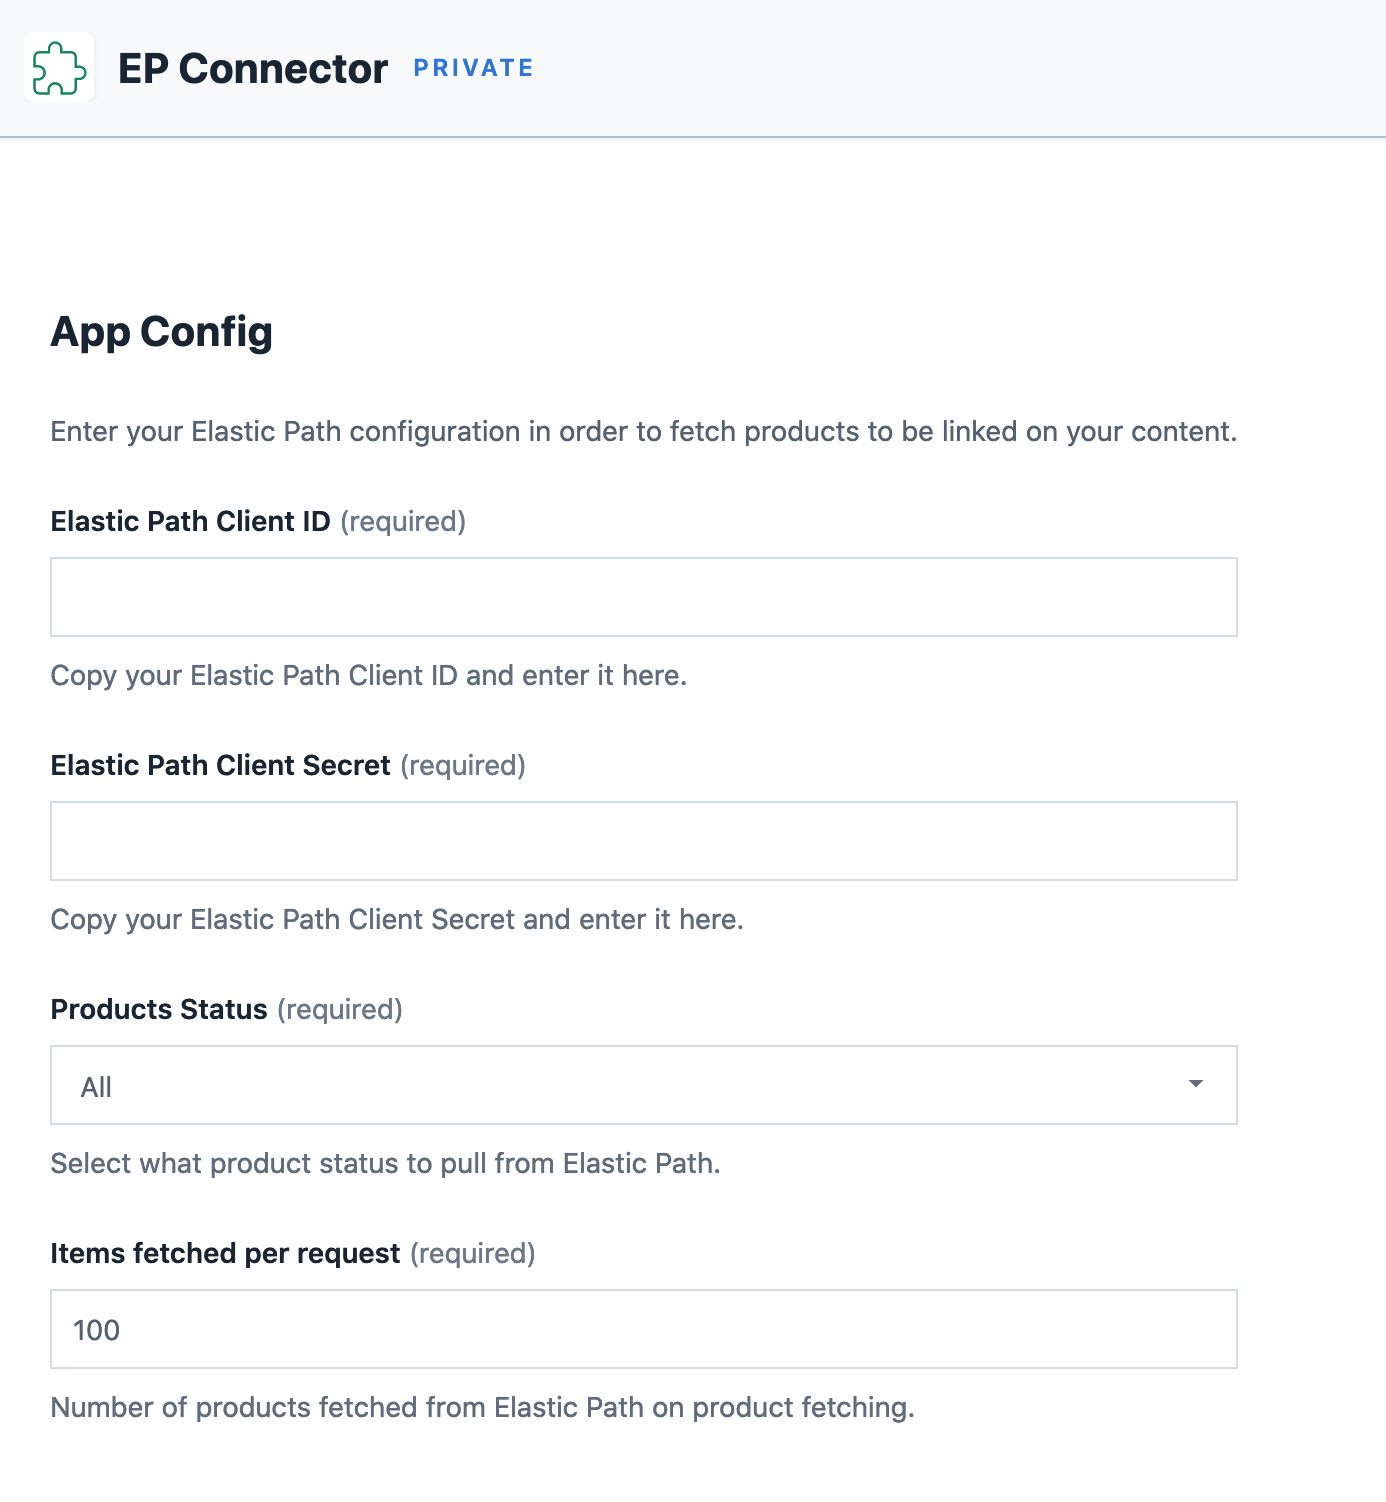 EP Connector PRIVATE
App Config
Enter your Elastic Path configuration in order to fetch products to be linked on your content.
Elastic Path Client ID (required)
Copy your Elastic Path Client ID and enter it here.
Elastic Path Client Secret (required)
Copy your Elastic Path Client Secret and enter it here.
Products Status (required)
All
Select what product status to pull from Elastic Path.
Items fetched per request (required)
100
Number of products fetched from Elastic Path on product fetching.